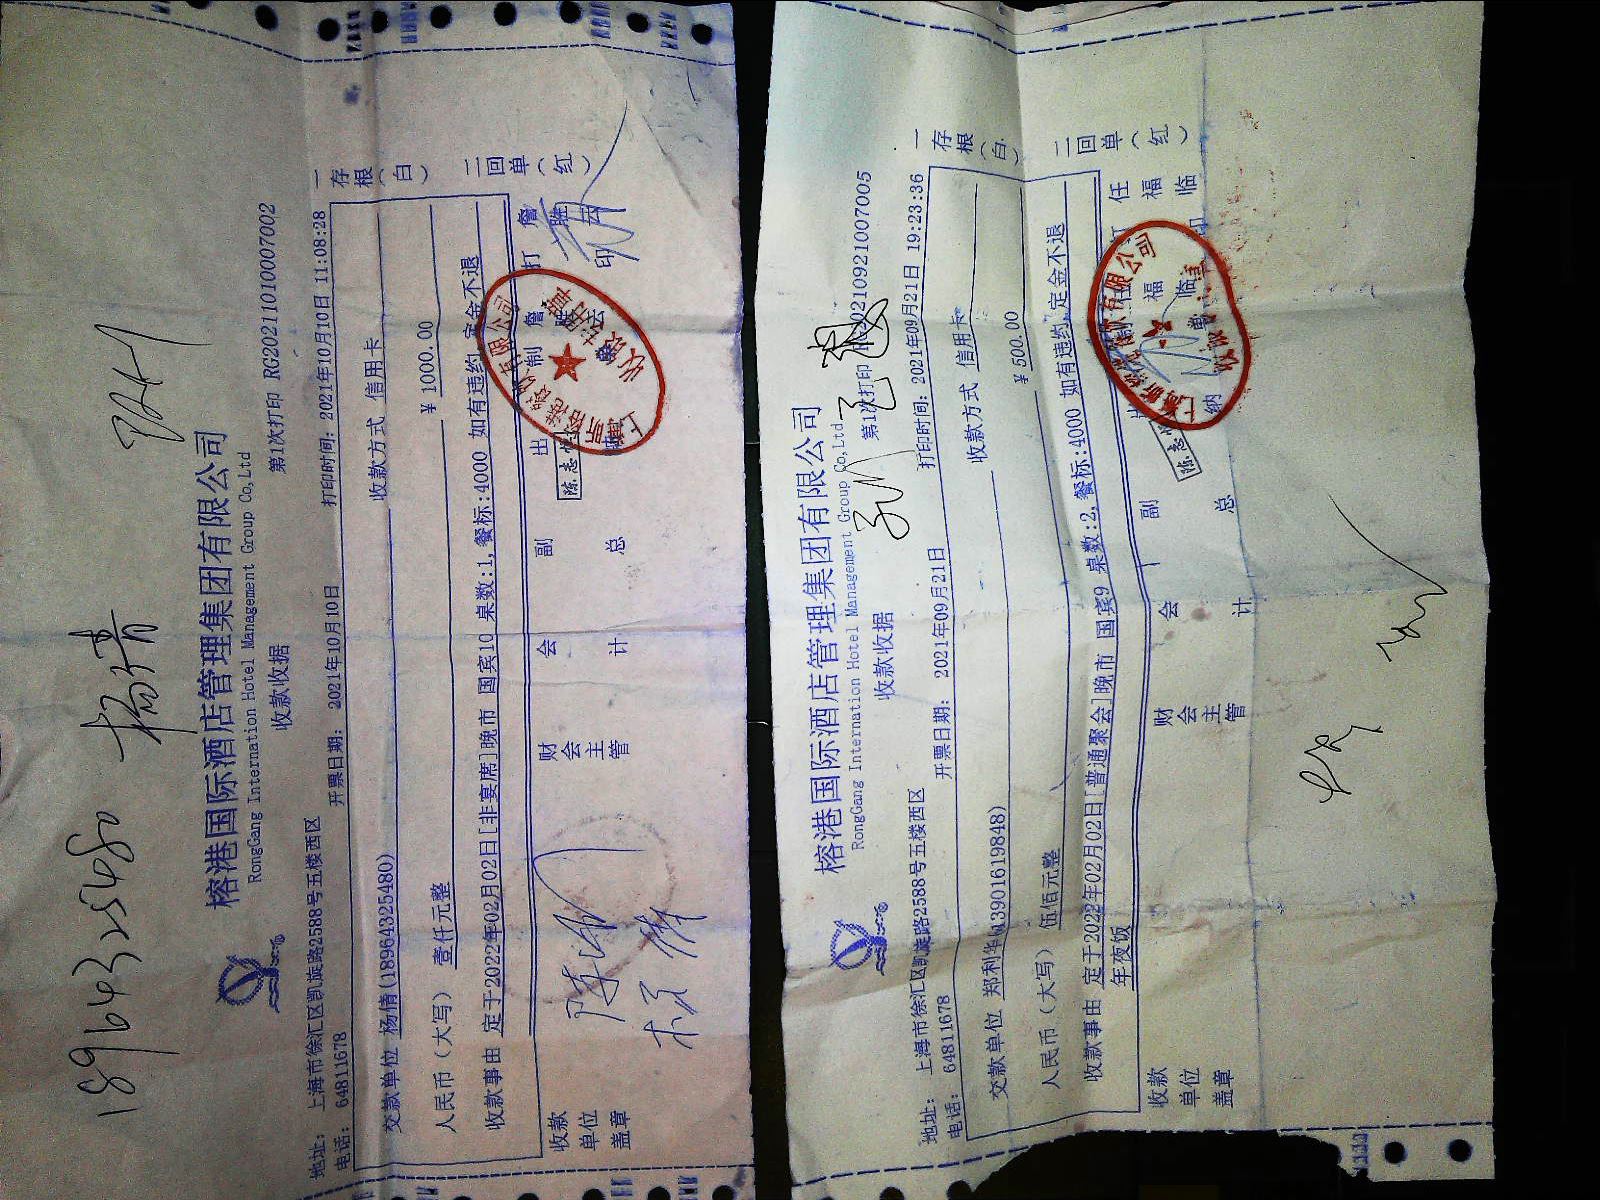 18964325480 杨倩
榕港国际酒店管理集团有限公司
RongGang Internation Hotel Management Group Co,Ltd
收款收据
第1次打印 RG20211010007002
地址: 上海市徐汇区凯旋路2588号五楼西区
电话: 64811678
开票日期: 2021年10月10日
打印时间: 2021年10月10日 11:08:28
交款单位 杨倩(18964325480)
收款方式 信用卡
人民币（大写） 壹仟元整
¥ 1000.00
收款事由 定于2022年02月02日[非宴席]晚市 国宾10 桌数:1,餐标:4000 如有违约 定金不退
收款单位盖章
财会主管
会计
副总
出
制
打印
詹胜云
一存根（白）
二回单（红）
榕港国际酒店管理集团有限公司
RongGang Internation Hotel Management Group Co,Ltd
收款收据
第1次打印 RG20210921007005
地址: 上海市徐汇区凯旋路2588号五楼西区
电话: 64811678
开票日期: 2021年09月21日
打印时间: 2021年09月21日 19:23:36
交款单位 郑利华(13901619848)
收款方式 信用卡
人民币（大写） 伍佰元整
¥ 500.00
收款事由 定于2022年02月02日[普通聚会]晚市 国宾9 桌数:2,餐标:4000 如有违约 定金不退
年夜饭
收款单位盖章
财会主管
会计
副总
出纳
打印
任福临
一存根（白）
二回单（红）